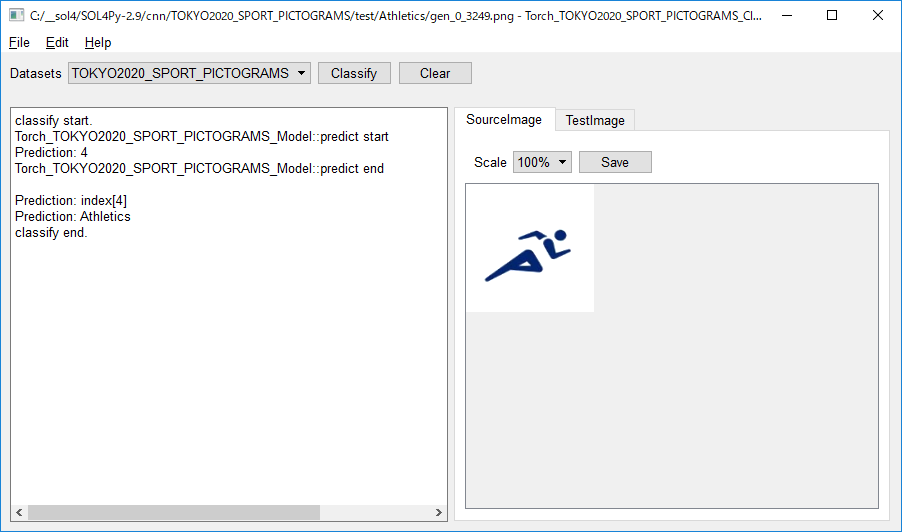 C:/__sol4/SOL4Py-2.9/cnn/TOKYO2020_SPORT_PICTOGRAMS/test/Athletics/gen_0_3249.png - Torch_TOKYO2020_SPORT_PICTOGRAMS_Cl...
File Edit Help
Datasets TOKYO2020_SPORT_PICTOGRAMS Classify Clear
classify start.
Torch_TOKYO2020_SPORT_PICTOGRAMS_Model::predict start
Prediction: 4
Torch_TOKYO2020_SPORT_PICTOGRAMS_Model::predict end
Prediction: index[4]
Prediction: Athletics
classify end.
SourceImage TestImage
Scale 100% Save